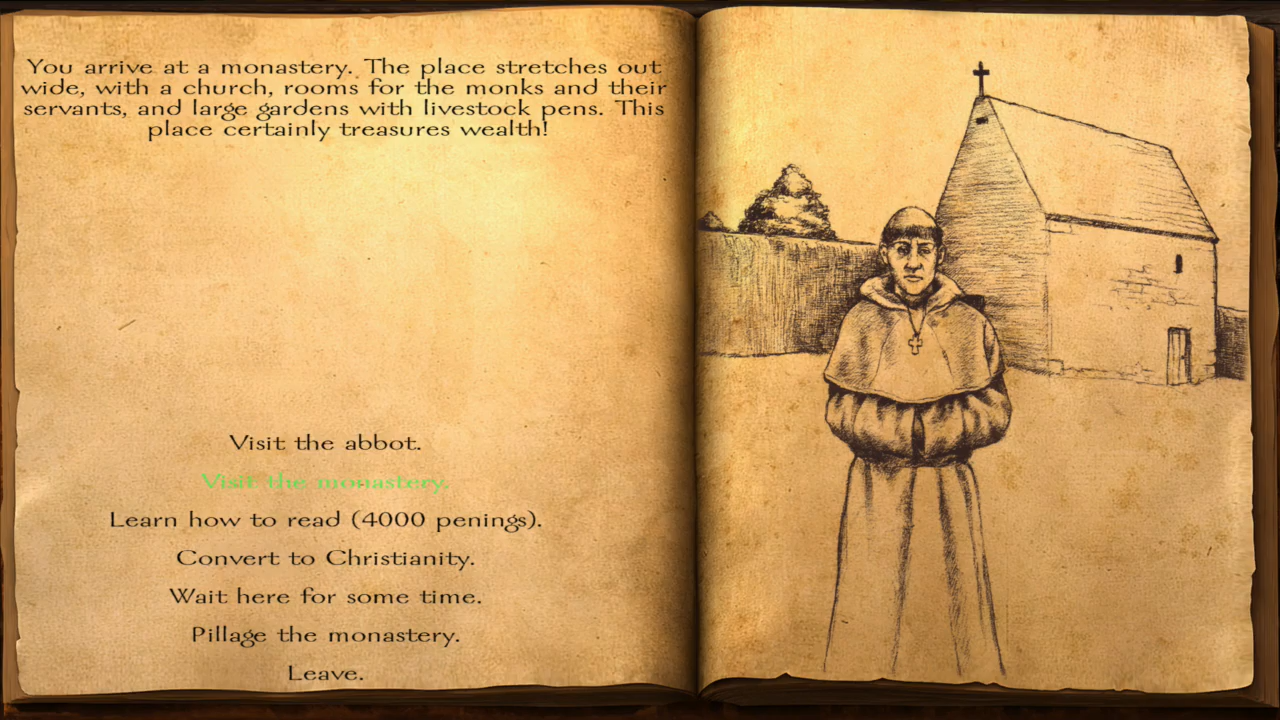 You arrive at a monastery. The place stretches out
wide, with a church, rooms for the monks and their
servants, and large gardens with livestock pens. This
place certainly treasures wealth!
Visit the abbot.
Visit the monastery.
Learn how to read (4000 penings).
Convert to Christianity.
Wait here for some time.
Pillage the monastery.
Leave.